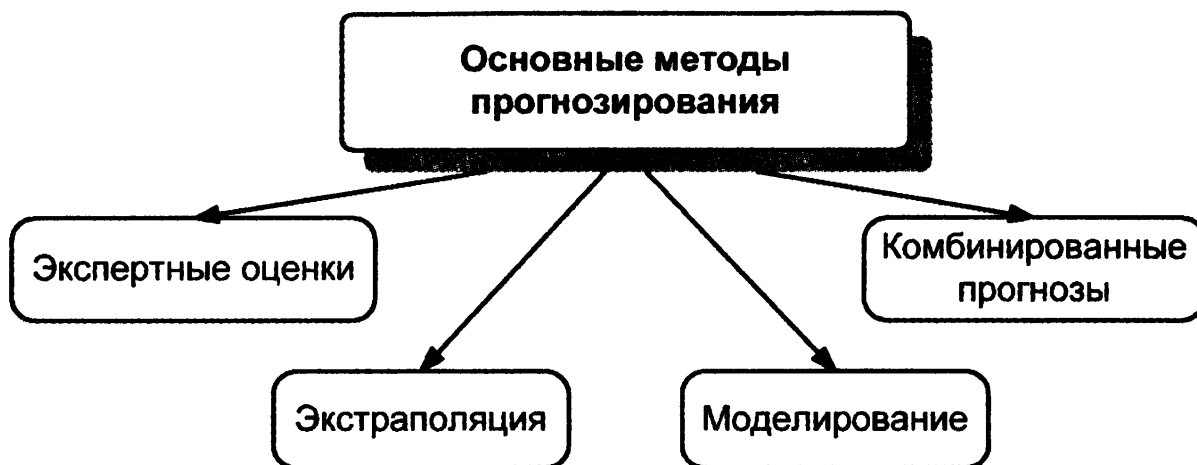 Основные методы
прогнозирования
Экспертные оценки
Комбинированные
прогнозы
Экстраполяция
Моделирование